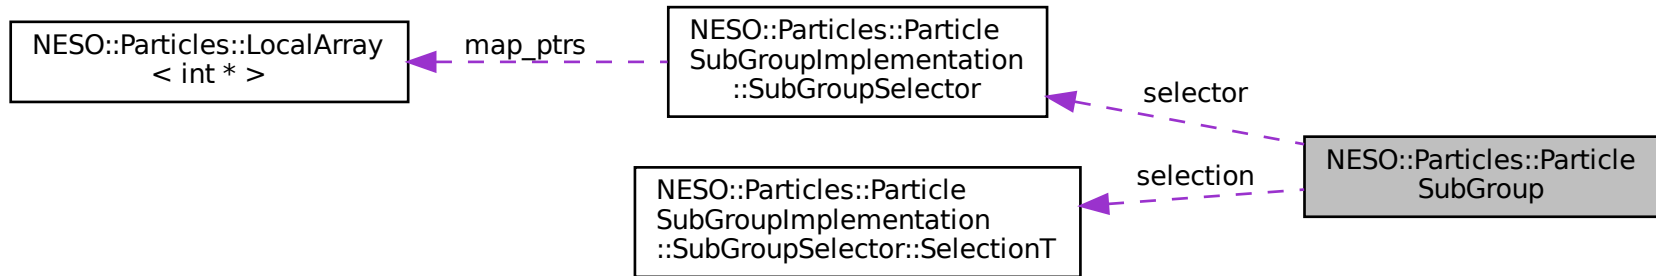 NESO::Particles::LocalArray
< int * >
map_ptrs
NESO::Particles::Particle
SubGroupImplementation
::SubGroupSelector
selector
NESO::Particles::Particle
SubGroupImplementation
::SubGroupSelector::SelectionT
selection
NESO::Particles::Particle
SubGroup